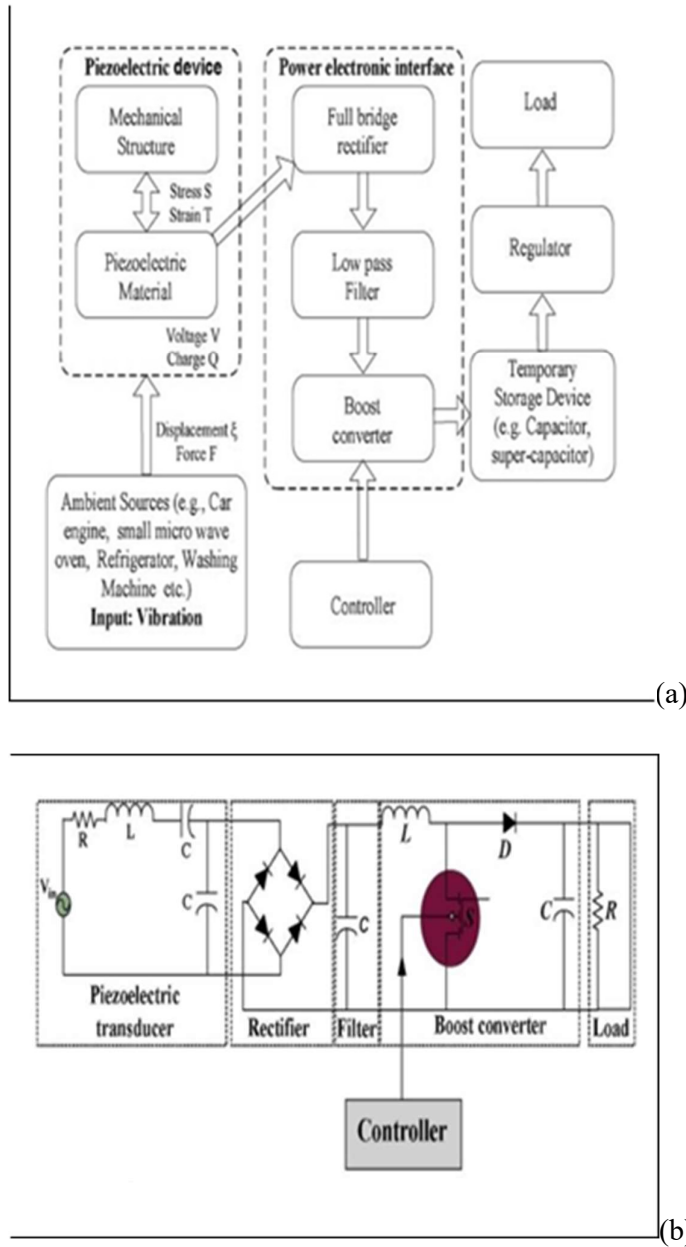 Piezoelectric device
Mechanical
Structure
Stress S
Strain T
Piezoelectric
Material
Voltage V
Charge Q
Displacement ξ
Force F
Ambient Sources (e.g., Car
engine, small micro wave
oven, Refrigerator, Washing
Machine etc.)
Input: Vibration
Power electronic interface
Full bridge
rectifier
Low pass
Filter
Boost
converter
Controller
Load
Regulator
Temporary
Storage Device
(e.g. Capacitor,
super-capacitor)
(a)
R
L
C
C
Vin
Piezoelectric
transducer
Rectifier
C
Filter
L
D
S
C
Boost converter
R
Load
Controller
(b)